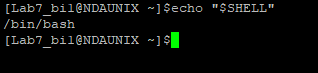 [Lab7_bil@NDAUNIX ~]$echo "$SHELL"
/bin/bash
[Lab7_bil@NDAUNIX ~]$